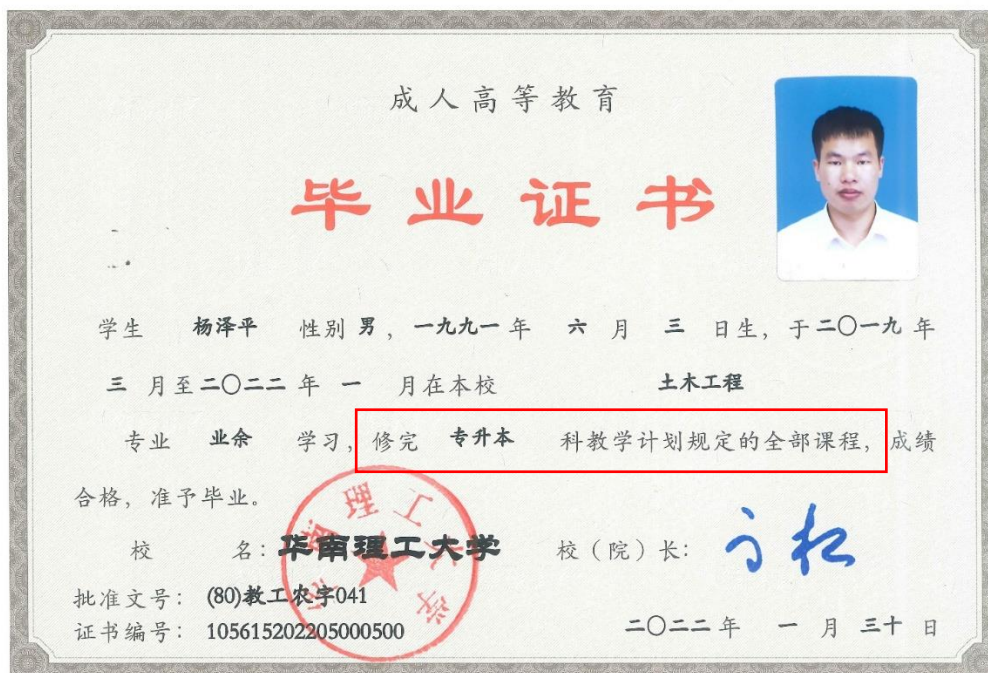 成人高等教育
毕业证书
学生 杨泽平 性别 男，一九九一 年 六 月 三 日生，于二〇一九 年
三 月至二〇二二 年 一 月在本校 土木工程
专业 业余 学习，修完 专升本 科教学计划规定的全部课程，成绩
合格，准予毕业。
校 名：华南理工大学 校（院）长：
华南理工大学
批准文号： (80)教工农字041
证书编号： 105615202205000500 二〇二二 年 一 月 三十 日